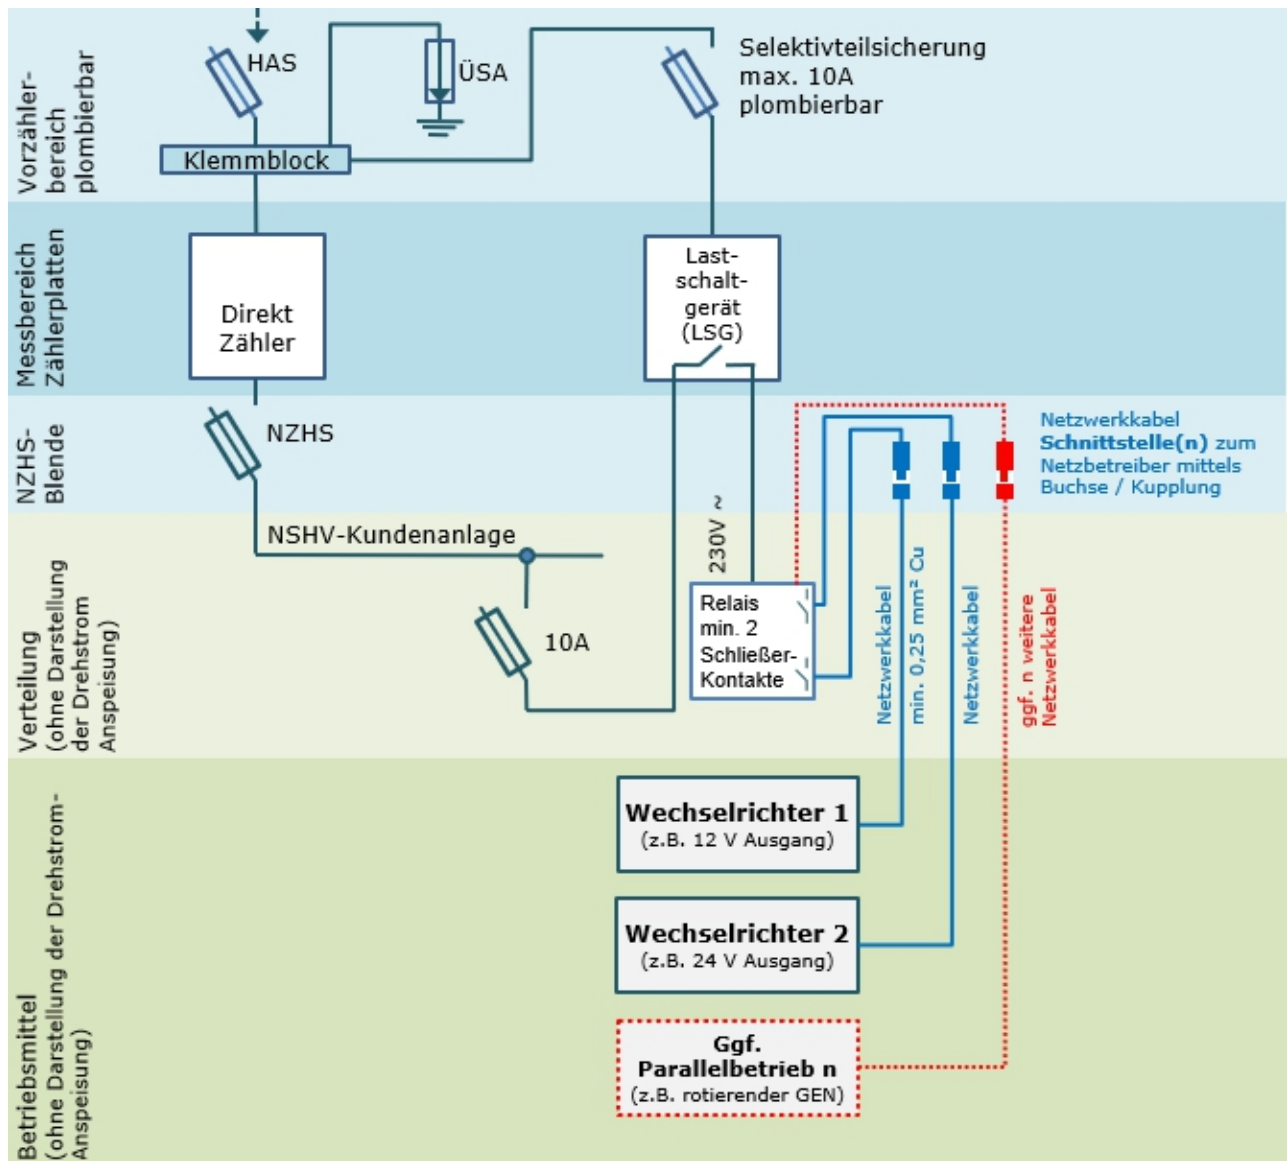 Vorzähler-
bereich
plombierbar
HAS
ÜSA
Selektivteilsicherung
max. 10A
plombierbar
Klemmblock
Messbereich
Zählerplatten
Direkt
Zähler
Last-
schalt-
gerät
(LSG)
NZHS-
Blende
NZHS
Netzwerkkabel
Schnittstelle(n) zum
Netzbetreiber mittels
Buchse / Kupplung
Verteilung
(ohne Darstellung
der Drehstrom
Anspeisung)
NSHV-Kundenanlage
10A
230V ~
Relais
min. 2
Schließer-
Kontakte
Netzwerkkabel
min. 0,25 mm² Cu
Netzwerkkabel
ggf. n weitere
Netzwerkkabel
Betriebsmittel
(ohne Darstellung der Drehstrom-
Anspeisung)
Wechselrichter 1
(z.B. 12 V Ausgang)
Wechselrichter 2
(z.B. 24 V Ausgang)
Ggf.
Parallelbetrieb n
(z.B. rotierender GEN)